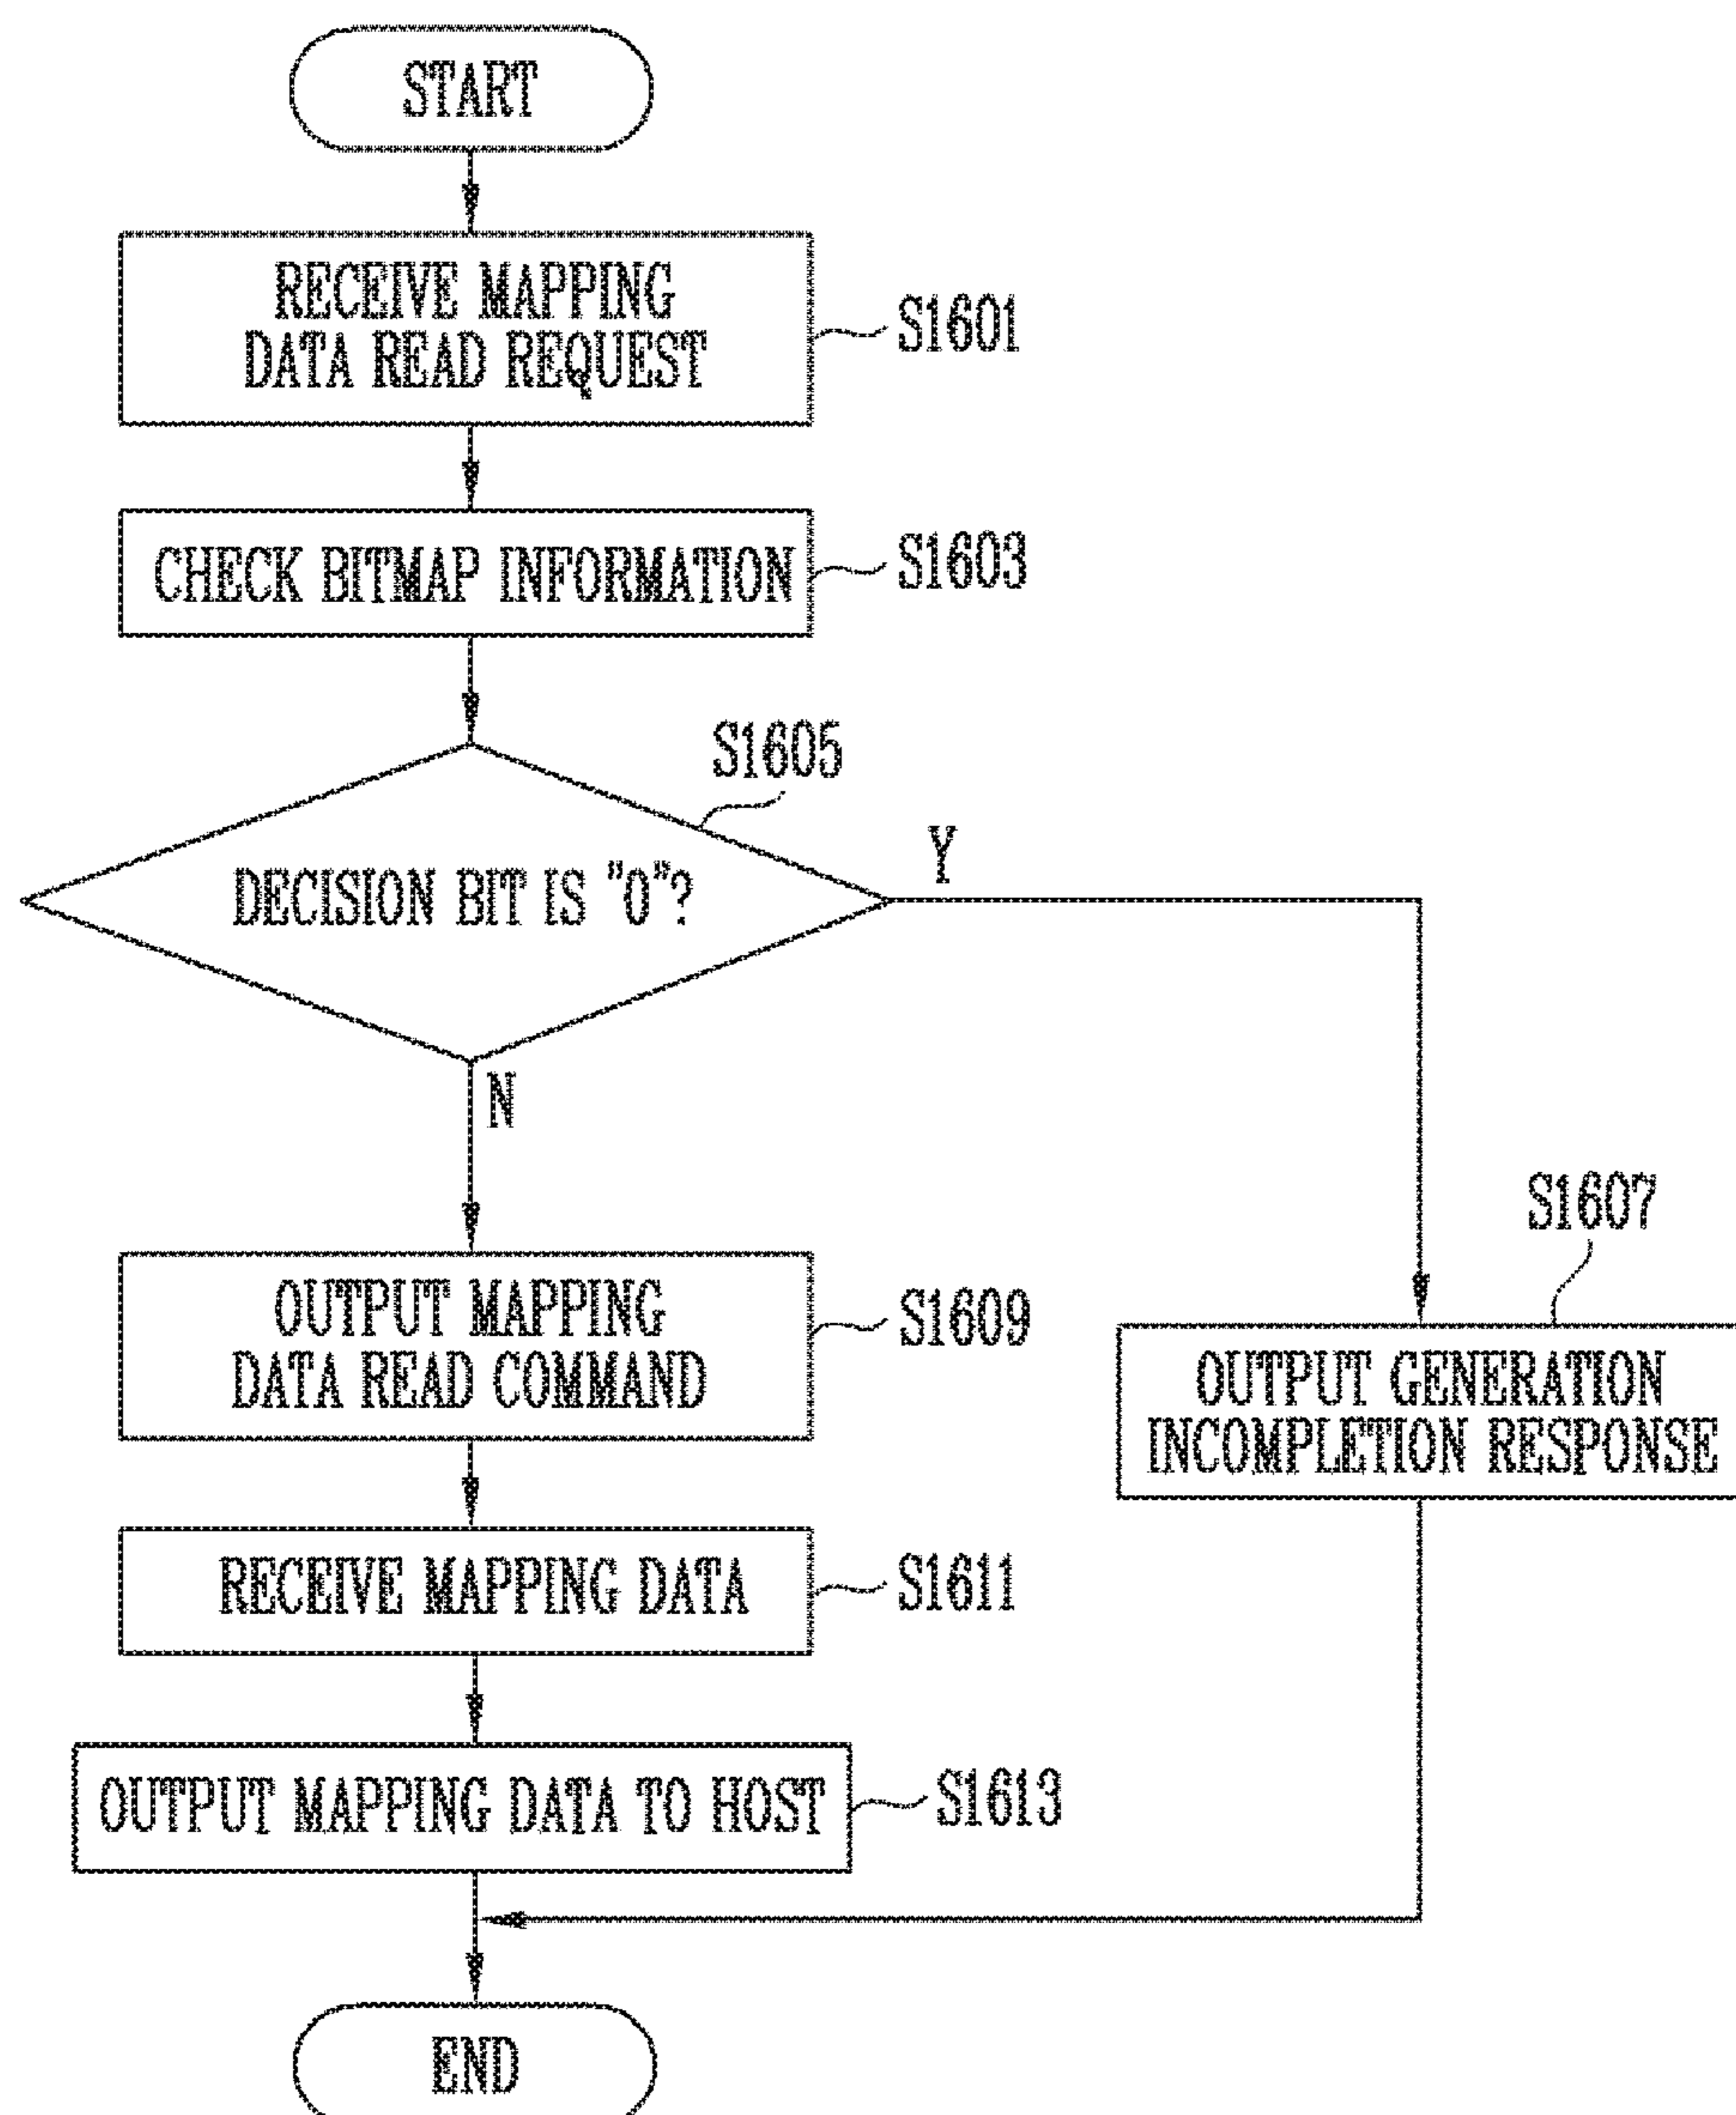 START
RECEIVE MAPPING
DATA READ REQUEST
S1601
CHECK BITMAP INFORMATION
S1603
S1605
DECISION BIT IS "0"?
Y
N
S1607
OUTPUT MAPPING
DATA READ COMMAND
S1609
OUTPUT GENERATION
INCOMPLETION RESPONSE
RECEIVE MAPPING DATA
S1611
OUTPUT MAPPING DATA TO HOST
S1613
END